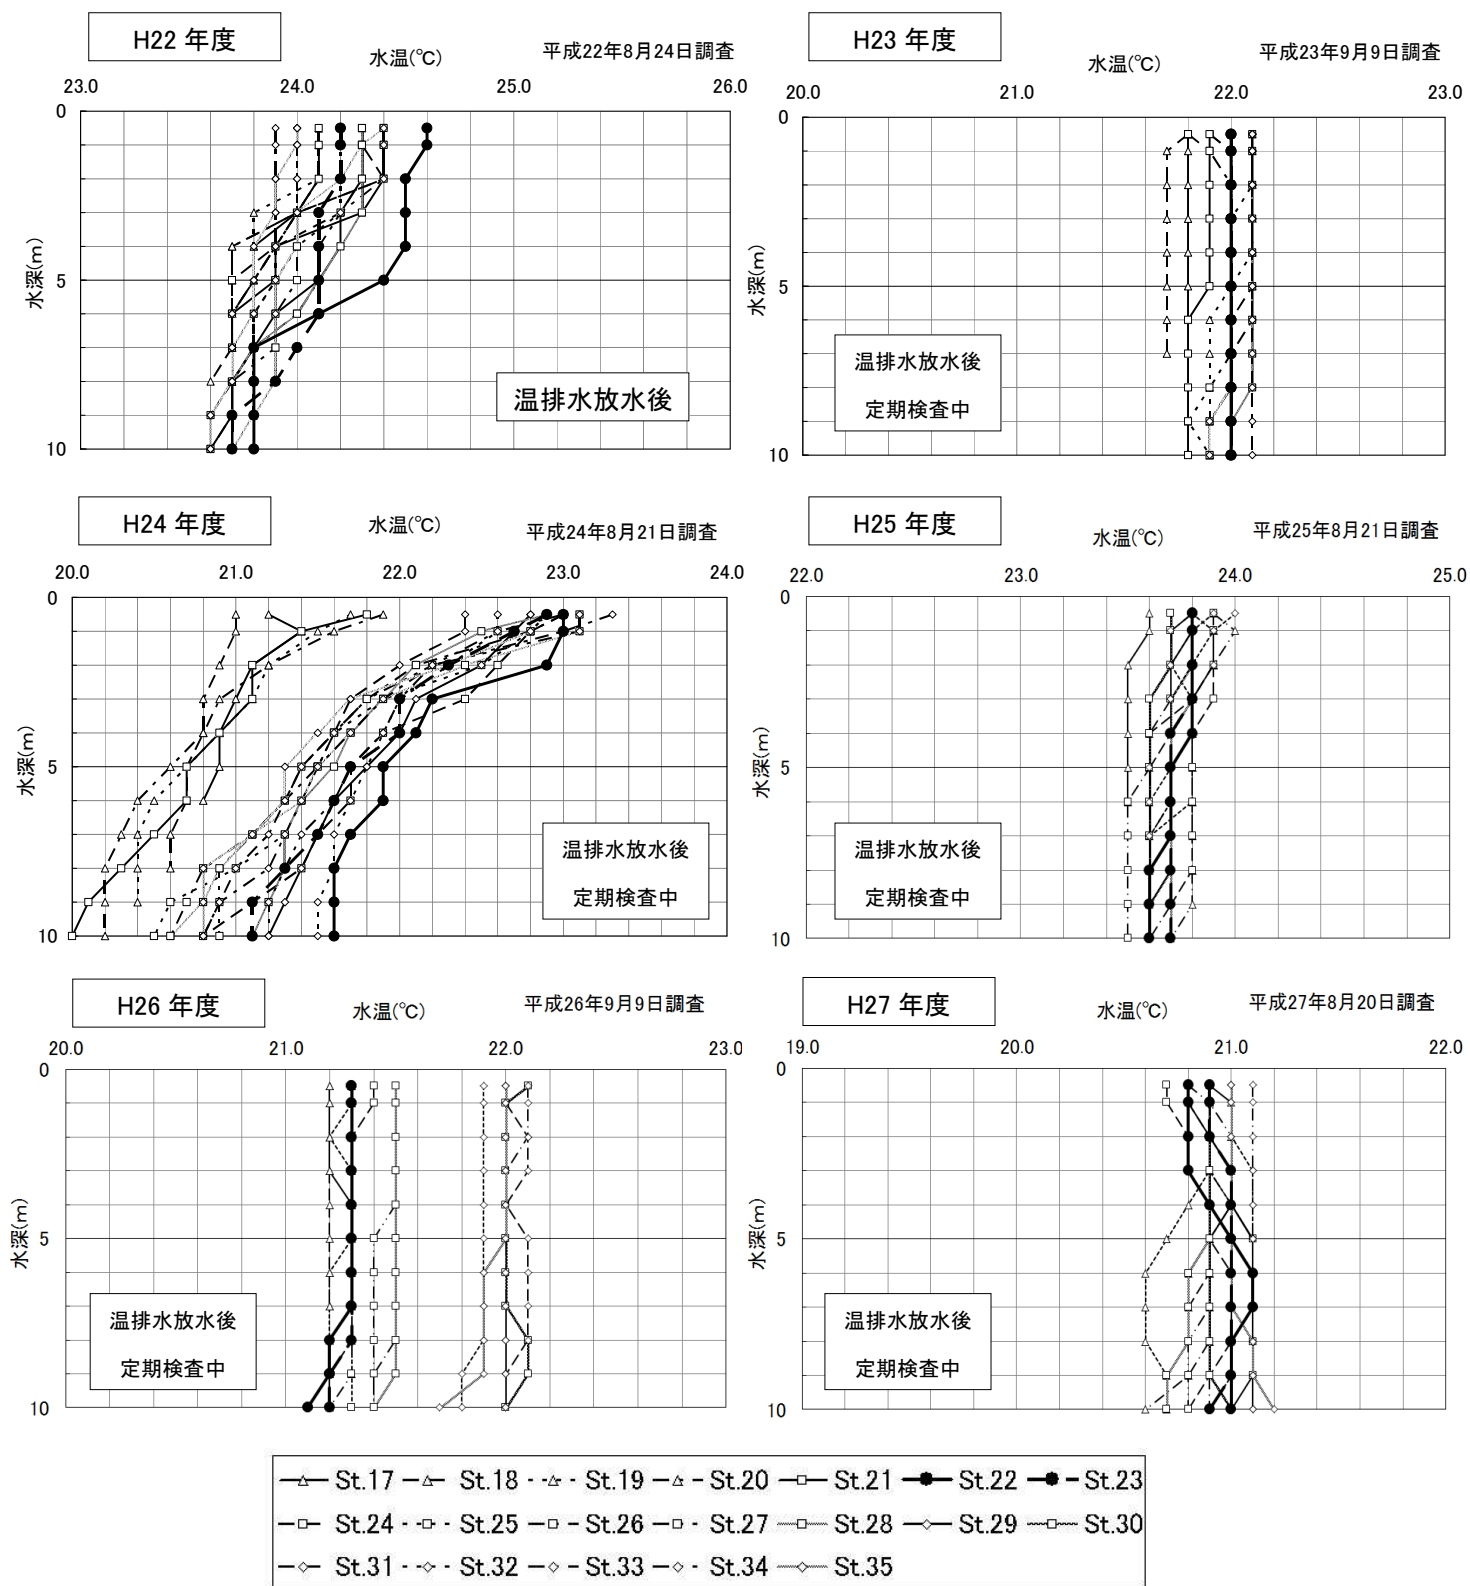 H22 年度
水温(℃)
平成22年8月24日調査
23.0 24.0 25.0 26.0
0
5
10
水深(m)
温排水放水後
H23 年度
水温(℃)
平成23年9月9日調査
20.0 21.0 22.0 23.0
0
5
10
水深(m)
温排水放水後
定期検査中
H24 年度
水温(℃)
平成24年8月21日調査
20.0 21.0 22.0 23.0 24.0
0
5
10
水深(m)
温排水放水後
定期検査中
H25 年度
水温(℃)
平成25年8月21日調査
22.0 23.0 24.0 25.0
0
5
10
水深(m)
温排水放水後
定期検査中
H26 年度
水温(℃)
平成26年9月9日調査
20.0 21.0 22.0 23.0
0
5
10
水深(m)
温排水放水後
定期検査中
H27 年度
水温(℃)
平成27年8月20日調査
19.0 20.0 21.0 22.0
0
5
10
水深(m)
温排水放水後
定期検査中
St.17 St.18 St.19 St.20 St.21 St.22 St.23
St.24 St.25 St.26 St.27 St.28 St.29 St.30
St.31 St.32 St.33 St.34 St.35